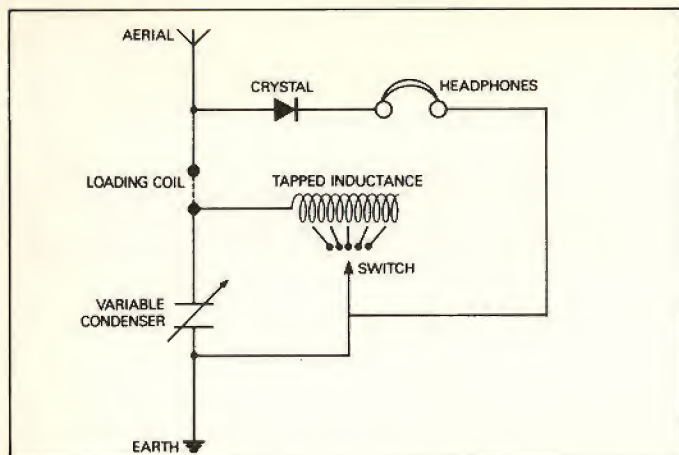 AERIAL
CRYSTAL
HEADPHONES
LOADING COIL
TAPPED INDUCTANCE
SWITCH
VARIABLE
CONDENSER
EARTH